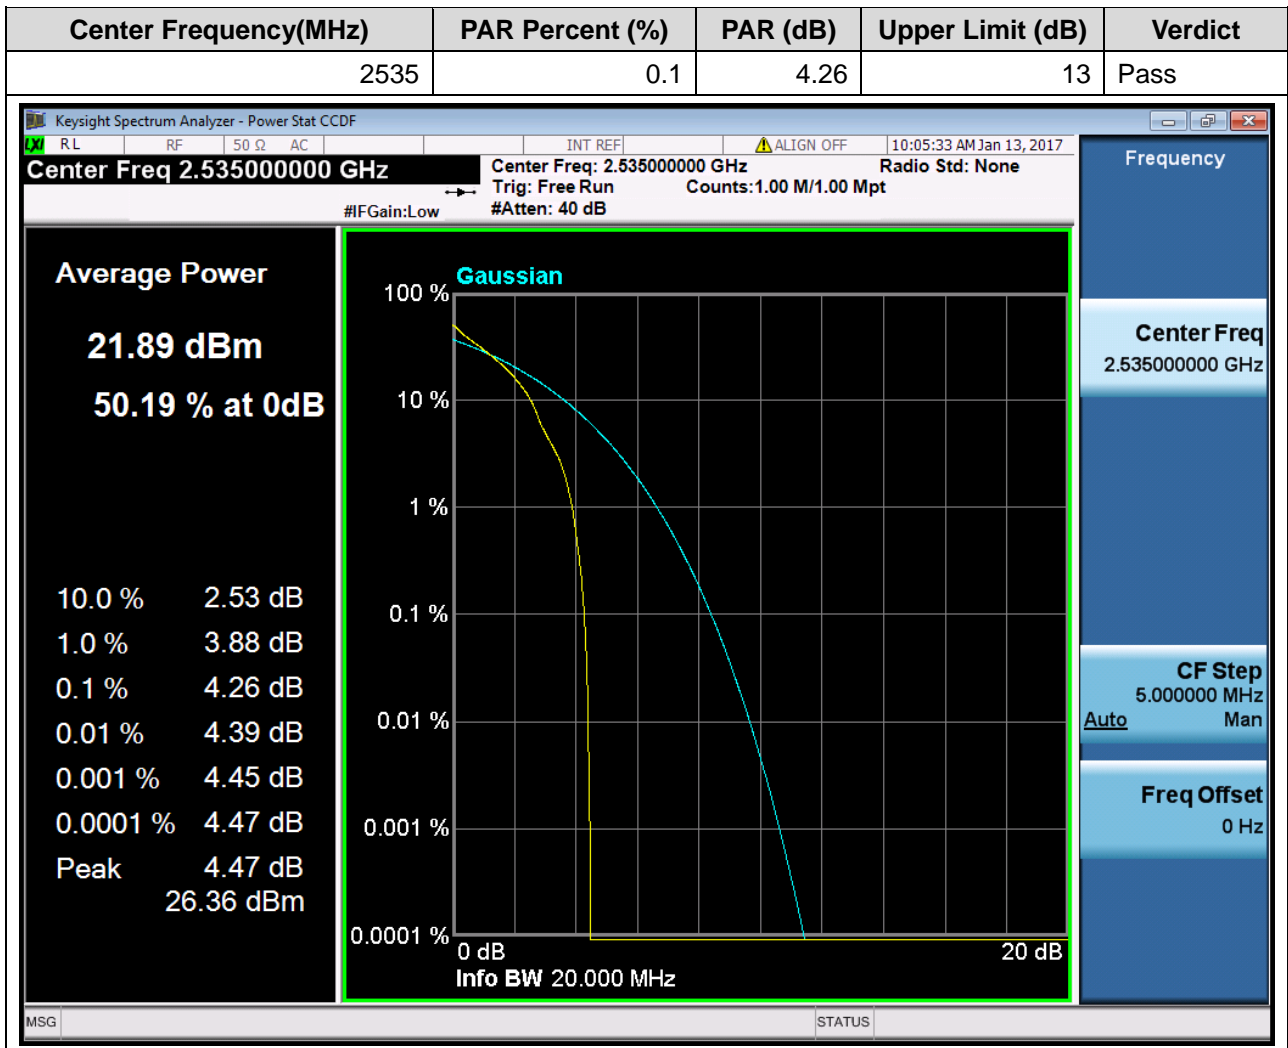 Center Frequency(MHz) PAR Percent (%) PAR (dB) Upper Limit (dB) Verdict
2535 0.1 4.26 13 Pass
Keysight Spectrum Analyzer - Power Stat CCDF
LXI RL RF 50 Ω AC INT REF ALIGN OFF 10:05:33 AM Jan 13, 2017
Center Freq 2.535000000 GHz
Center Freq: 2.535000000 GHz Radio Std: None
Trig: Free Run Counts:1.00 M/1.00 Mpt
#IFGain:Low #Atten: 40 dB
Average Power
21.89 dBm
50.19 % at 0dB
10.0 % 2.53 dB
1.0 % 3.88 dB
0.1 % 4.26 dB
0.01 % 4.39 dB
0.001 % 4.45 dB
0.0001 % 4.47 dB
Peak 4.47 dB
26.36 dBm
Gaussian
100 %
10 %
1 %
0.1 %
0.01 %
0.001 %
0.0001 %
0 dB 20 dB
Info BW 20.000 MHz
Frequency
Center Freq
2.535000000 GHz
CF Step
5.000000 MHz
Auto Man
Freq Offset
0 Hz
MSG STATUS